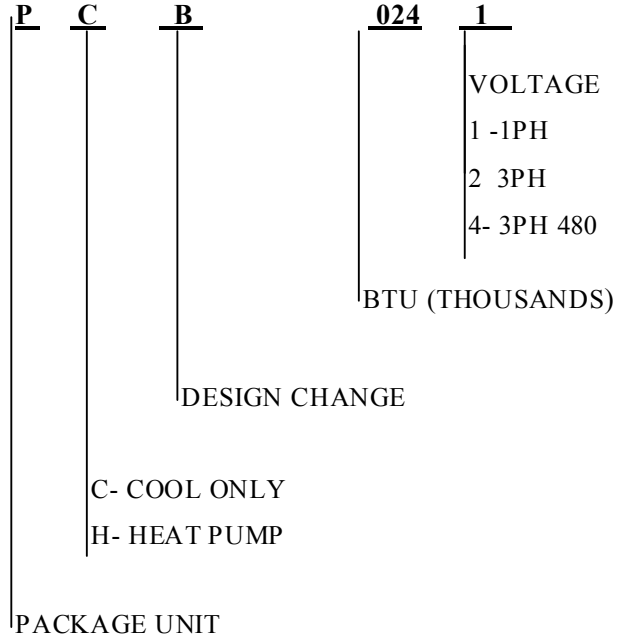 P C B 024 1
VOLTAGE
1 -1PH
2 3PH
4- 3PH 480
BTU (THOUSANDS)
DESIGN CHANGE
C- COOL ONLY
H- HEAT PUMP
PACKAGE UNIT